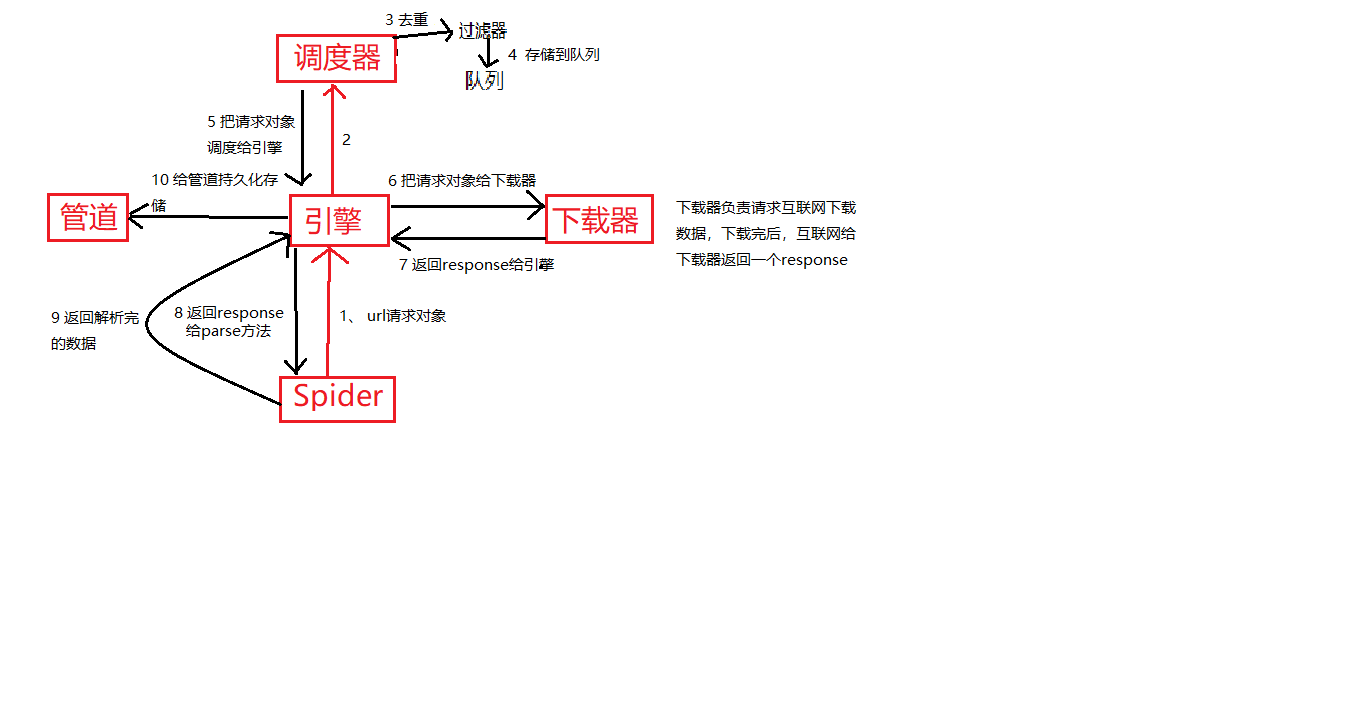 3 去重
过滤器
调度器
4 存储到队列
队列
5 把请求对象
调度给引擎
2
10 给管道持久化存
储
6 把请求对象给下载器
管道
引擎
下载器
下载器负责请求互联网下载
数据，下载完后，互联网给
下载器返回一个response
7 返回response给引擎
9 返回解析完
的数据
8 返回response
给parse方法
1、 url请求对象
Spider